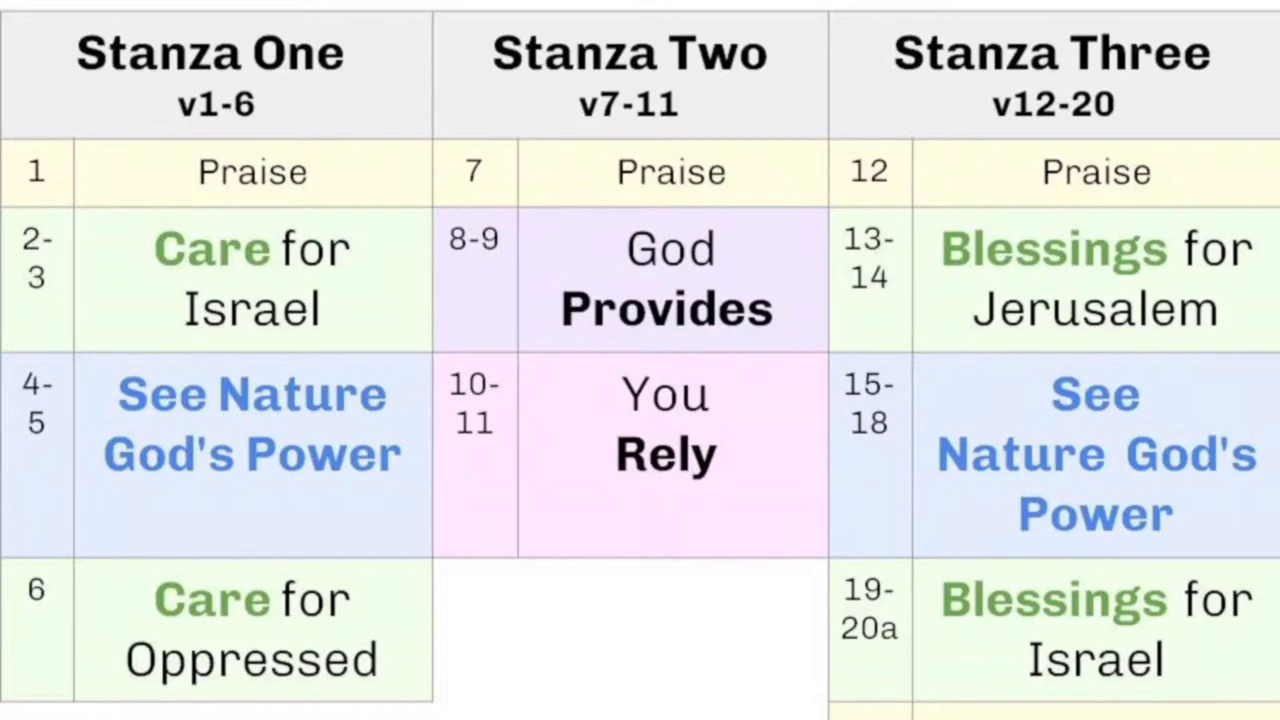 Stanza One
v1-6
Stanza Two
v7-11
Stanza Three
v12-20
1
Praise
7
Praise
12
Praise
2-
3
Care for
Israel
8-9
God
Provides
13-
14
Blessings for
Jerusalem
4-
5
See Nature
God's Power
10-
11
You
Rely
15-
18
See
Nature God's
Power
6
Care for
Oppressed
19-
20a
Blessings for
Israel